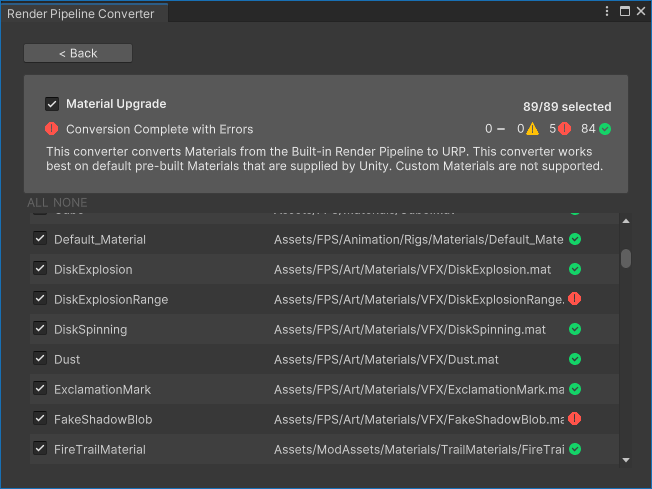 Render Pipeline Converter
< Back
Material Upgrade
89/89 selected
Conversion Complete with Errors
0 – 0 5 84
This converter converts Materials from the Built-in Render Pipeline to URP. This converter works
best on default pre-built Materials that are supplied by Unity. Custom Materials are not supported.
ALL NONE
Default_Material Assets/FPS/Animation/Rigs/Materials/Default_Mate
DiskExplosion Assets/FPS/Art/Materials/VFX/DiskExplosion.mat
DiskExplosionRange Assets/FPS/Art/Materials/VFX/DiskExplosionRange.
DiskSpinning Assets/FPS/Art/Materials/VFX/DiskSpinning.mat
Dust Assets/FPS/Art/Materials/VFX/Dust.mat
ExclamationMark Assets/FPS/Art/Materials/VFX/ExclamationMark.ma
FakeShadowBlob Assets/FPS/Art/Materials/VFX/FakeShadowBlob.ma
FireTrailMaterial Assets/ModAssets/Materials/TrailMaterials/FireTrai